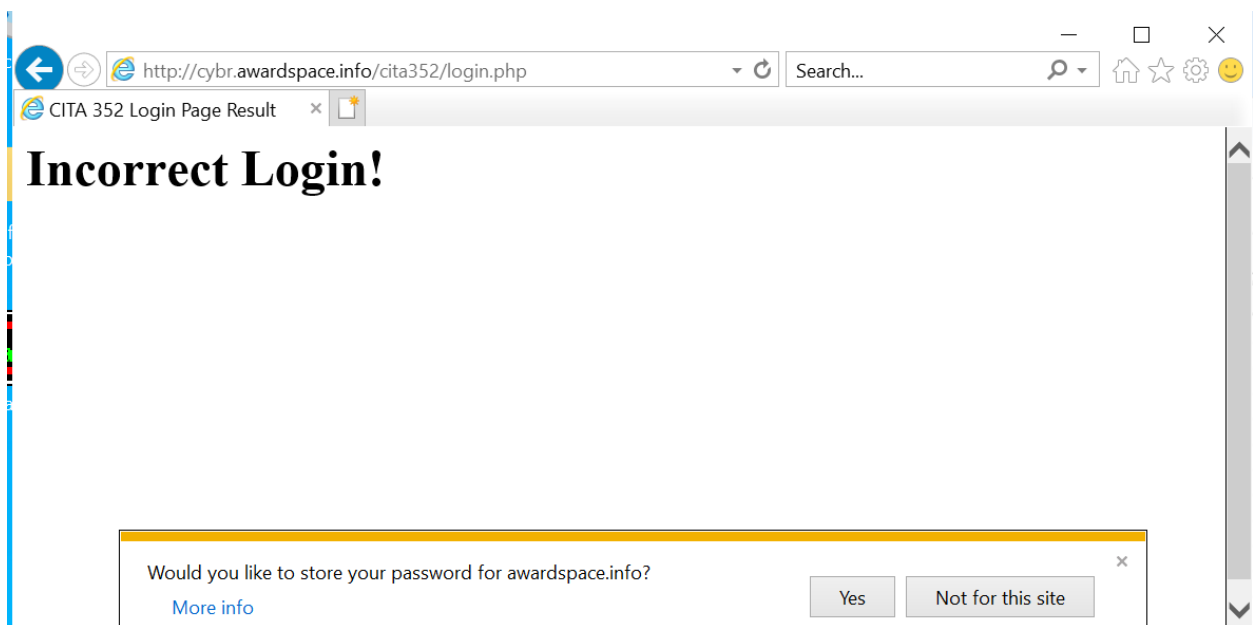 http://cybr.awardspace.info/cita352/login.php
Search...
CITA 352 Login Page Result
Incorrect Login!
Would you like to store your password for awardspace.info?
More info
Yes
Not for this site